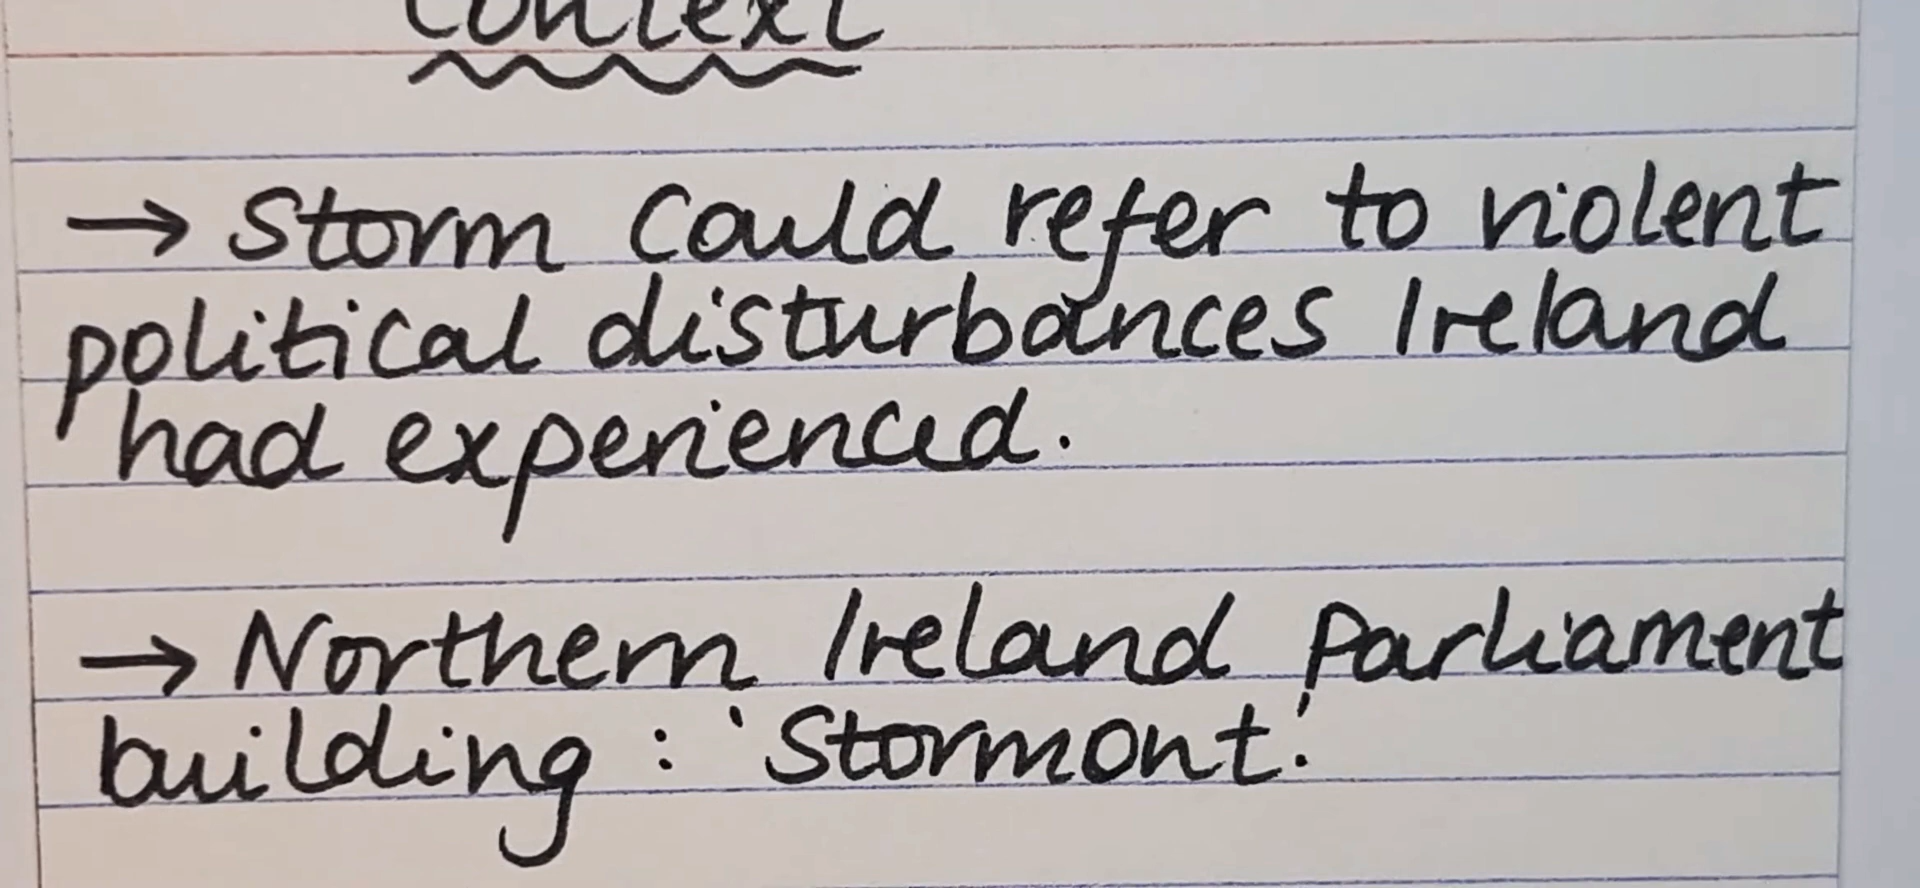 Context
→ Storm could refer to violent
political disturbances Ireland
had experienced.
→ Northern Ireland Parliament
building : 'Stormont.'